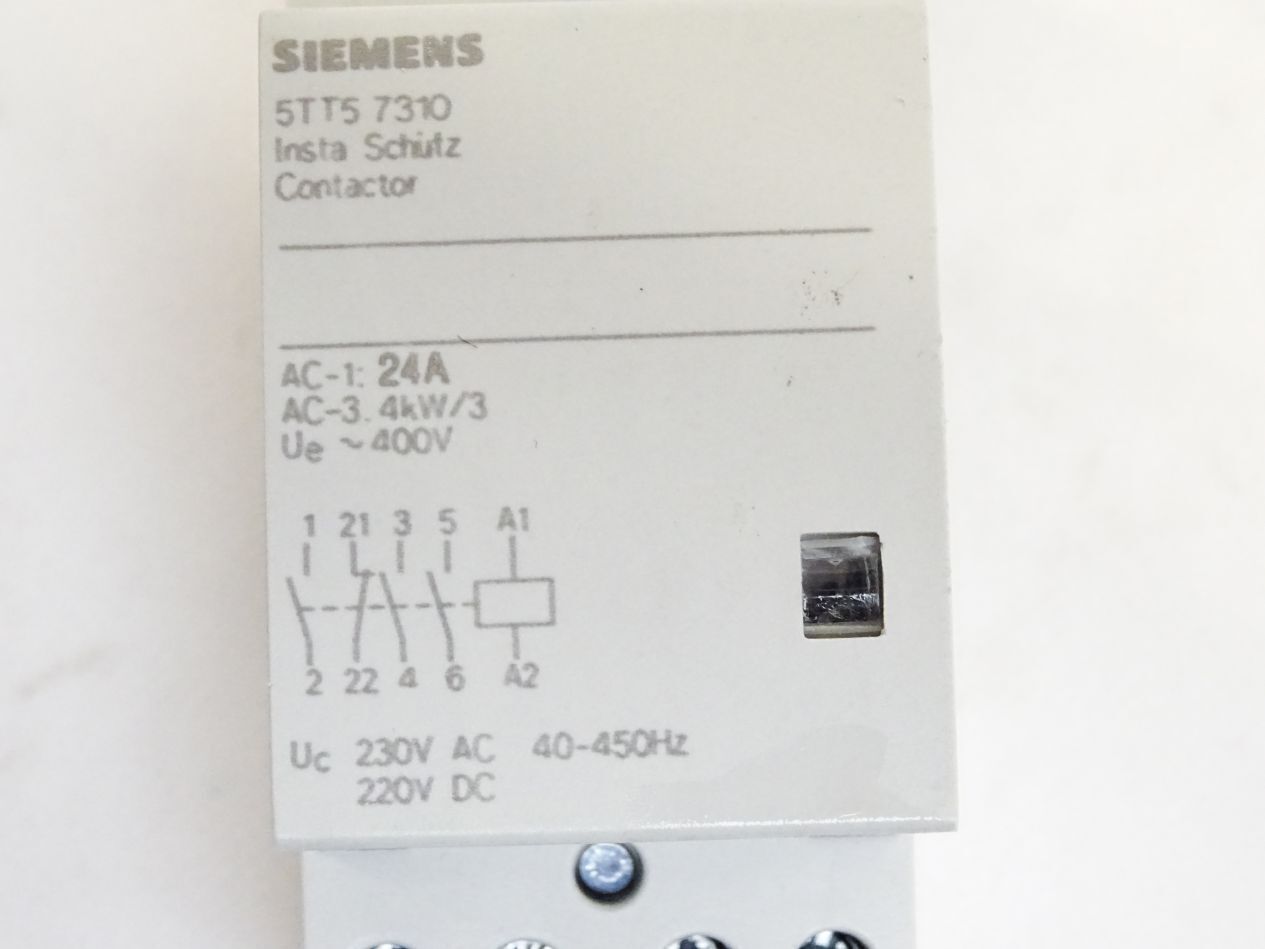 SIEMENS
5TT5 7310
Insta Schütz
Contactor
AC-1: 24A
AC-3. 4kW/3
Ue ~400V
1 21 3 5 A1
2 22 4 6 A2
Uc 230V AC 40-450Hz
220V DC